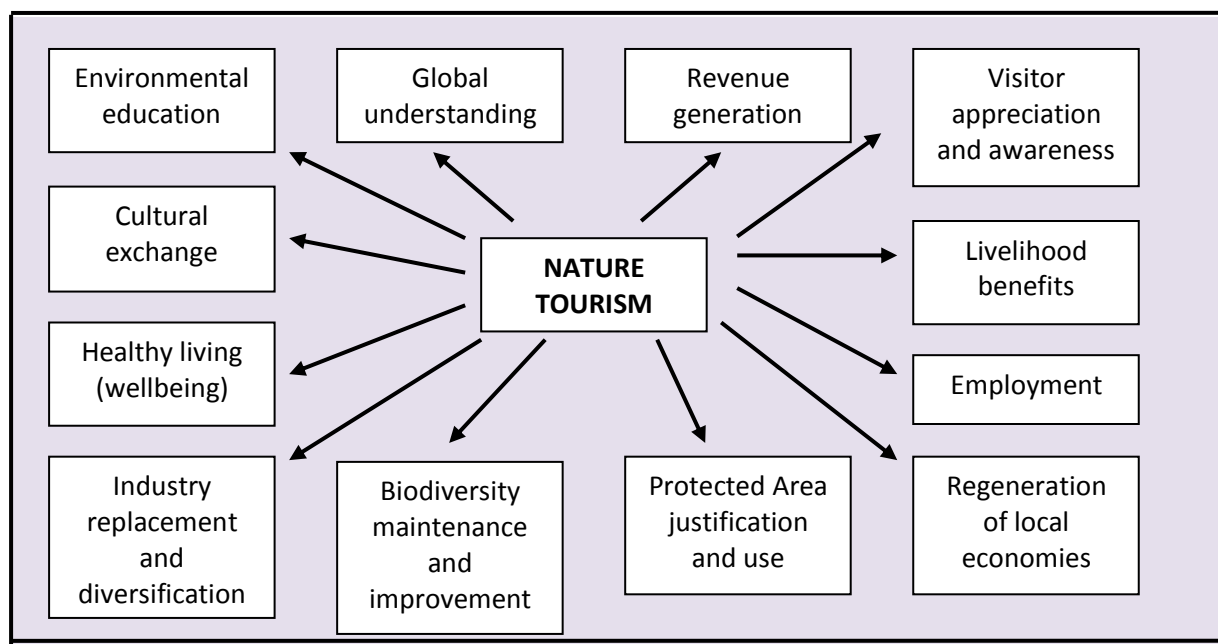 Environmental
education
Global
understanding
Revenue
generation
Visitor
appreciation
and awareness
Cultural
exchange
NATURE
TOURISM
Livelihood
benefits
Healthy living
(wellbeing)
Employment
Industry
replacement
and
diversification
Biodiversity
maintenance
and
improvement
Protected Area
justification
and use
Regeneration
of local
economies